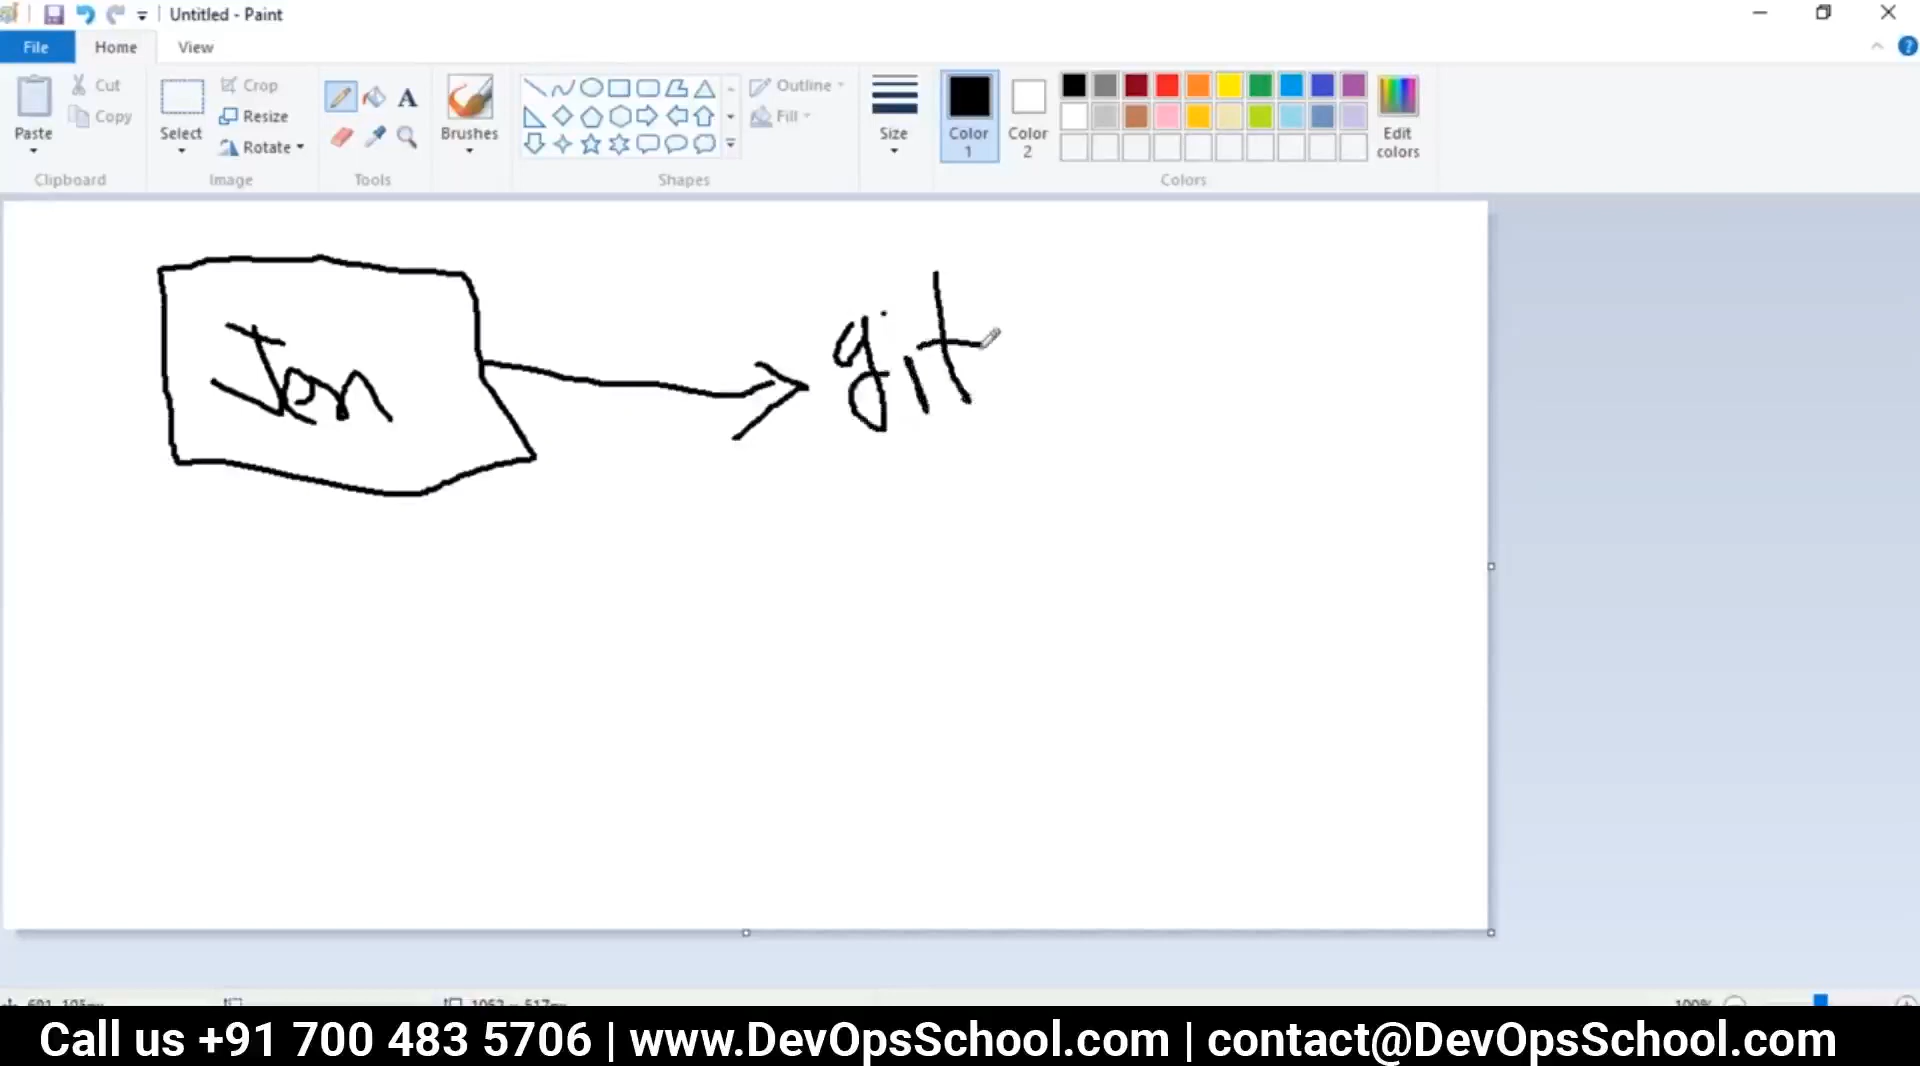 Untitled - Paint
File Home View
Paste
Cut
Copy
Clipboard
Select
Crop
Resize
Rotate
Image
A
Tools
Brushes
Shapes
Outline
Fill
Size
Color
1
Color
2
Edit
colors
Colors
Jen
git
100%
Call us +91 700 483 5706 | www.DevOpsSchool.com | contact@DevOpsSchool.com